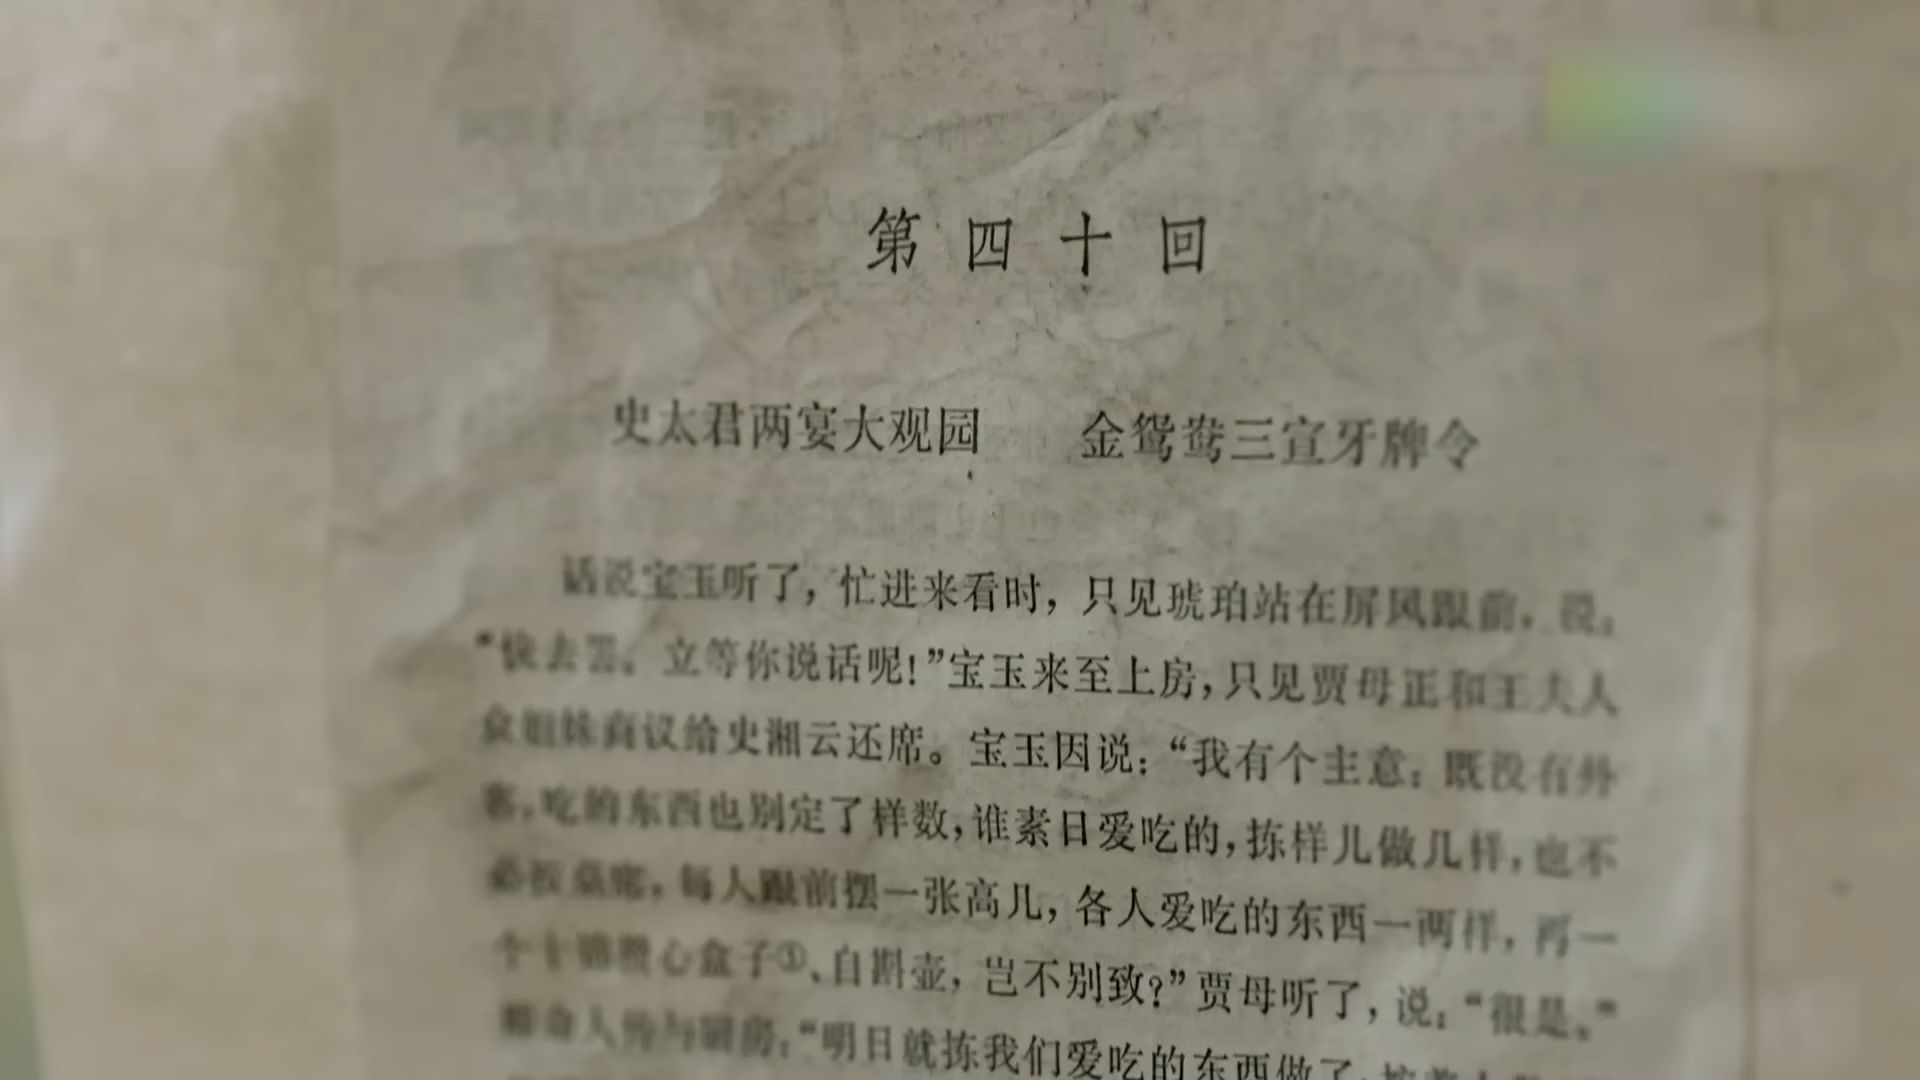 第四十回
史太君两宴大观园 金鸳鸯三宣牙牌令
话说宝玉听了，忙进来看时，只见琥珀站在屏风跟前，说：
“快去罢，立等你说话呢！”宝玉来至上房，只见贾母正和王夫人
众姐妹商议给史湘云还席。宝玉因说：“我有个主意：既没有外
客，吃的东西也别定了样数，谁素日爱吃的，拣样儿做几样，也不
必按桌席，每人跟前摆一张高几，各人爱吃的东西一两样，再一
个十锦攒心盒子①、自斟壶，岂不别致？”贾母听了，说：“很是。”
即命人传与厨房：“明日就拣我们爱吃的东西做了，